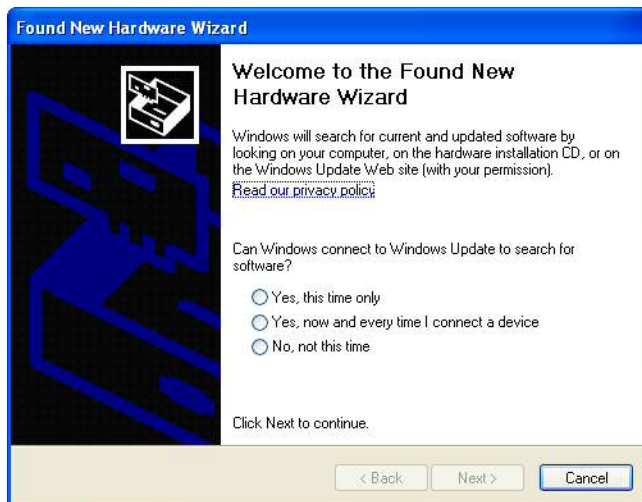 Found New Hardware Wizard
Welcome to the Found New
Hardware Wizard
Windows will search for current and updated software by
looking on your computer, on the hardware installation CD, or on
the Windows Update Web site (with your permission).
Read our privacy policy
Can Windows connect to Windows Update to search for
software?
Yes, this time only
Yes, now and every time I connect a device
No, not this time
Click Next to continue.
< Back Next > Cancel